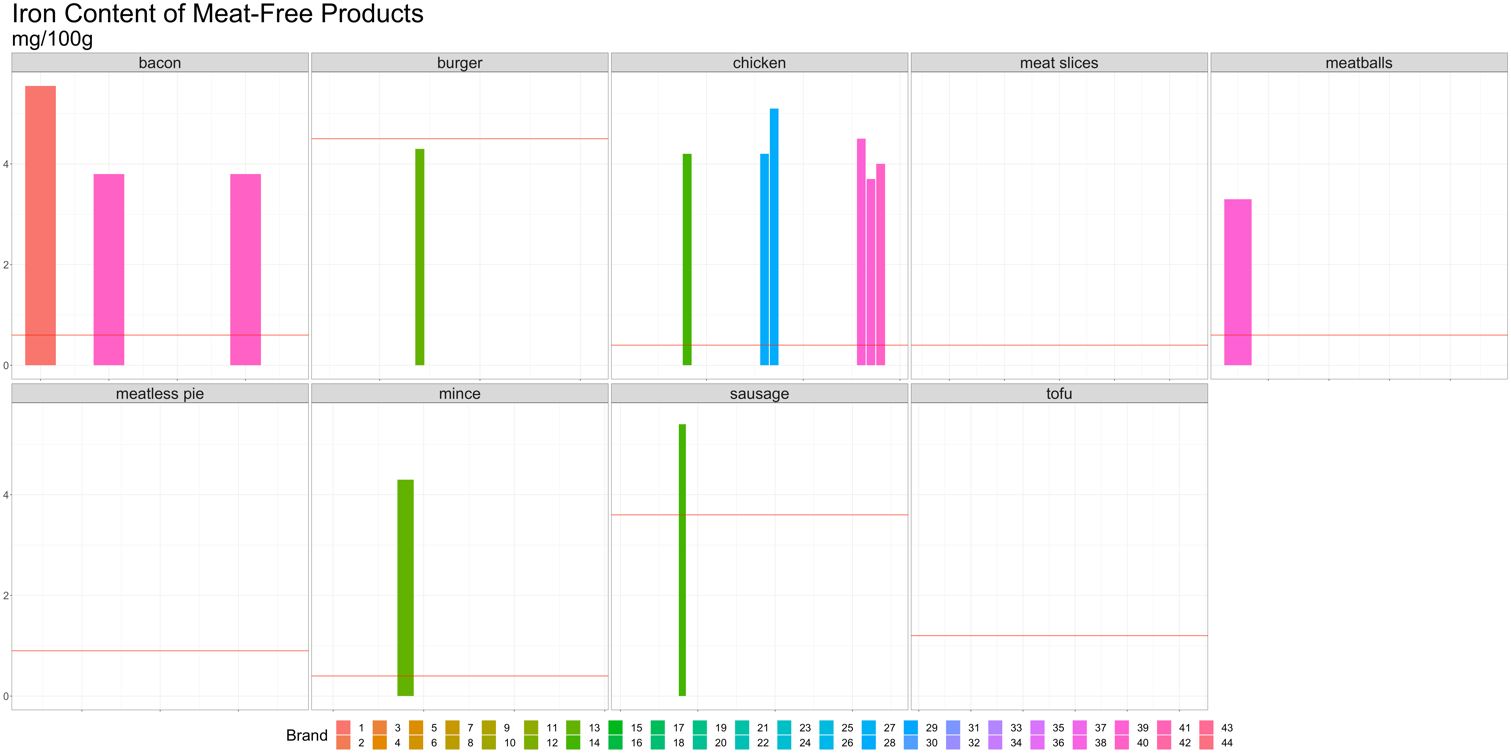 Iron Content of Meat-Free Products
mg/100g
bacon burger chicken meat slices meatballs
4
2
0
meatless pie mince sausage tofu
4
2
0
Brand
1 3 5 7 9 11 13 15 17 19 21 23 25 27 29 31 33 35 37 39 41 43
2 4 6 8 10 12 14 16 18 20 22 24 26 28 30 32 34 36 38 40 42 44